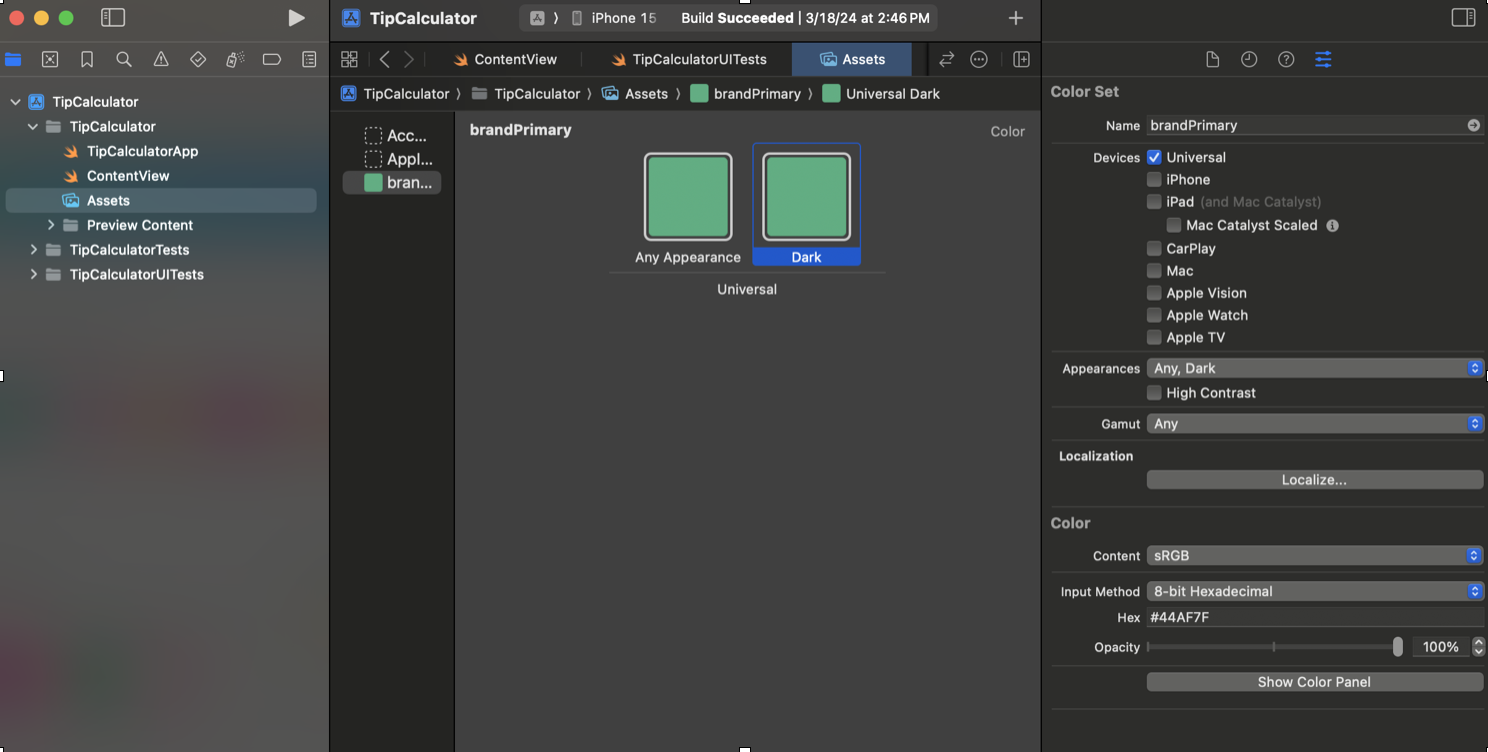 TipCalculator
iPhone 15
Build Succeeded | 3/18/24 at 2:46 PM
ContentView
TipCalculatorUITests
Assets
TipCalculator
TipCalculator
TipCalculatorApp
ContentView
Assets
Preview Content
TipCalculatorTests
TipCalculatorUITests
TipCalculator 〉 TipCalculator 〉 Assets 〉 brandPrimary 〉 Universal Dark
Acc...
Appl...
bran...
brandPrimary
Color
Any Appearance
Dark
Universal
Color Set
Name brandPrimary
Devices Universal
iPhone
iPad (and Mac Catalyst)
Mac Catalyst Scaled
CarPlay
Mac
Apple Vision
Apple Watch
Apple TV
Appearances Any, Dark
High Contrast
Gamut Any
Localization
Localize...
Color
Content sRGB
Input Method 8-bit Hexadecimal
Hex #44AF7F
Opacity 100%
Show Color Panel